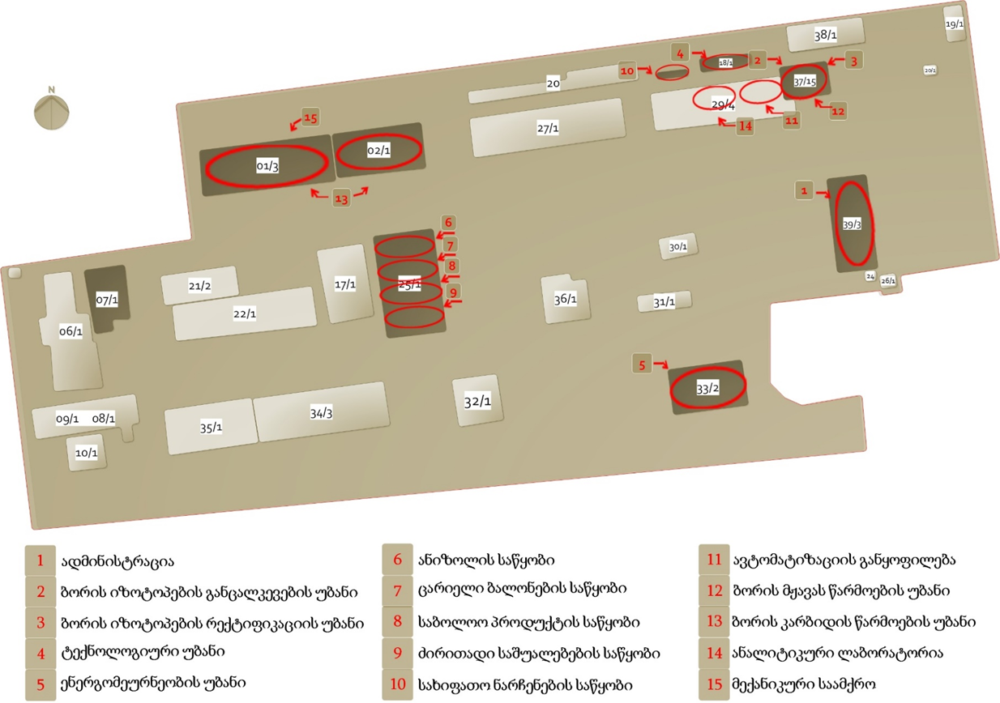 19/1
38/1
4
18/1
2
3
10
20
37/15
20/1
29/4
12
15
27/1
11
14
N
02/1
01/3
13
1
6
39/3
7
30/1
8
24
26/1
07/1
21/2
17/1
25/1
9
36/1
31/1
22/1
06/1
5
33/2
32/1
34/3
09/1 08/1
35/1
10/1
1 ადმინისტრაცია
2 ბორის იზოტოპების განცალკევების უბანი
3 ბორის იზოტოპების რექტიფიკაციის უბანი
4 ტექნოლოგიური უბანი
5 ენერგომეურნეობის უბანი
6 ანიზოლის საწყობი
7 ცარიელი ბალონების საწყობი
8 საბოლოო პროდუქტის საწყობი
9 ძირითადი საშუალებების საწყობი
10 სახიფათო ნარჩენების საწყობი
11 ავტომატიზაციის განყოფილება
12 ბორის მჟავას წარმოების უბანი
13 ბორის კარბიდის წარმოების უბანი
14 ანალიტიკური ლაბორატორია
15 მექანიკური საამქრო